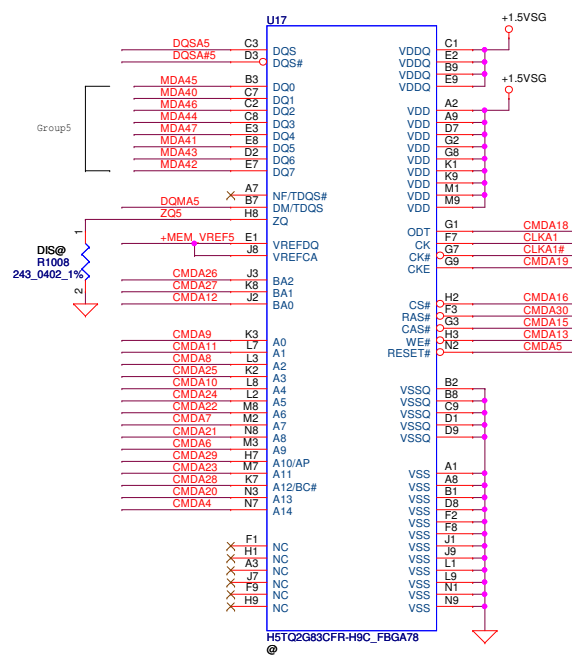 U17
+1.5VSG
DQSA5 C3 DQS VDDQ C1
DQSA#5 D3 DQS# VDDQ E2
VDDQ B9
MDA45 B3 DQ0 VDDQ E9
MDA40 C7 DQ1
+1.5VSG
MDA46 C2 DQ2 VDD A2
MDA44 C8 DQ3 VDD A9
Group5
MDA47 E3 DQ4 VDD D7
MDA41 E8 DQ5 VDD G2
MDA43 D2 DQ6 VDD G8
MDA42 E7 DQ7 VDD K1
VDD K9
A7 NF/TDQS# VDD M1
DQMA5 B7 DM/TDQS VDD M9
ZQ5 H8 ZQ
1
ODT G1 CMDA18
+MEM_VREF5 E1 VREFDQ CK F7 CLKA1
J8 VREFCA CK# G7 CLKA1#
CKE G9 CMDA19
DIS@
R1008
243_0402_1%
2
CMDA26 J3 BA2
CMDA27 K8 BA1
CMDA12 J2 BA0
CS# H2 CMDA16
RAS# F3 CMDA30
CAS# G3 CMDA15
WE# H3 CMDA13
RESET# N2 CMDA5
CMDA9 K3 A0
CMDA11 L7 A1
CMDA8 L3 A2
CMDA25 K2 A3
CMDA10 L8 A4 VSSQ B2
CMDA24 L2 A5 VSSQ B8
CMDA22 M8 A6 VSSQ C9
CMDA7 M2 A7 VSSQ D1
CMDA21 N8 A8 VSSQ D9
CMDA6 M3 A9
CMDA29 H7 A10/AP
CMDA23 M7 A11 VSS A1
CMDA28 K7 A12/BC# VSS A8
CMDA20 N3 A13 VSS B1
CMDA4 N7 A14 VSS D8
VSS F2
VSS F8
F1 NC VSS J1
H1 NC VSS J9
A3 NC VSS L1
J7 NC VSS L9
F9 NC VSS N1
H9 NC VSS N9
H5TQ2G83CFR-H9C_FBGA78
@